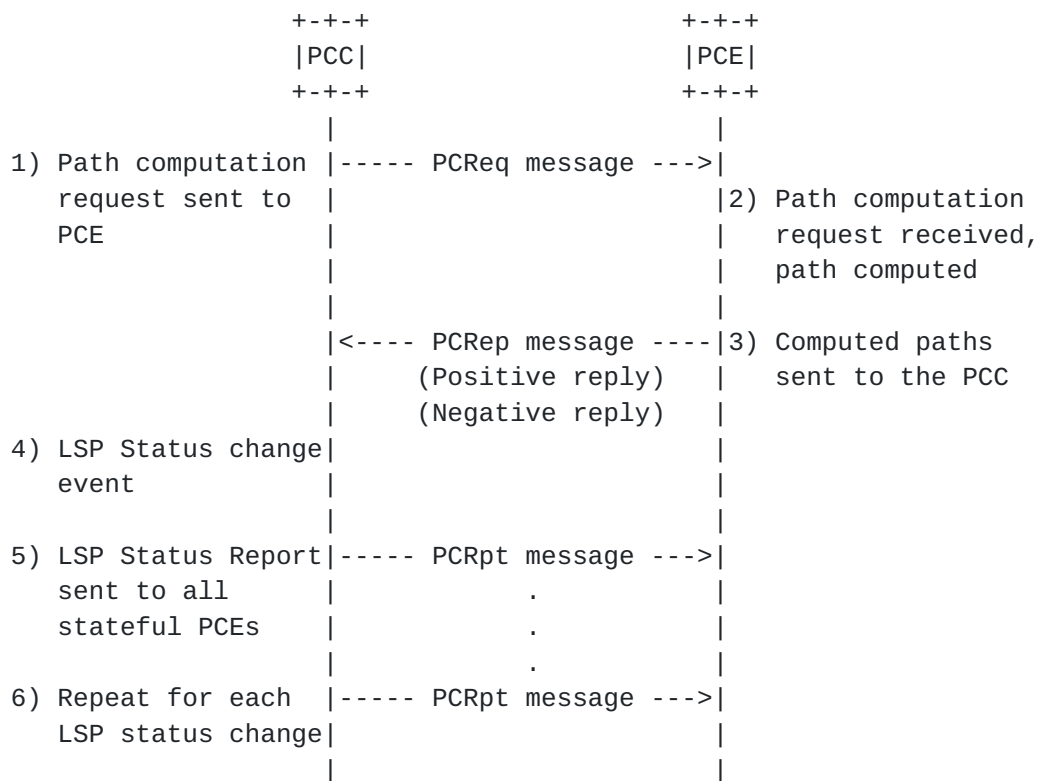 +-+-+                    +-+-+
|PCC|                    |PCE|
+-+-+                    +-+-+
|                        |
1) Path computation |----- PCReq message --->|
request sent to  |                        |2) Path computation
PCE              |                        |   request received,
|                        |   path computed
|                        |
|<---- PCRep message ----|3) Computed paths
|     (Positive reply)   |   sent to the PCC
|     (Negative reply)   |
4) LSP Status change|                        |
event            |                        |
|                        |
5) LSP Status Report|----- PCRpt message --->|
sent to all      |            .           |
stateful PCEs    |            .           |
|            .           |
6) Repeat for each  |----- PCRpt message --->|
LSP status change|                        |
|                        |